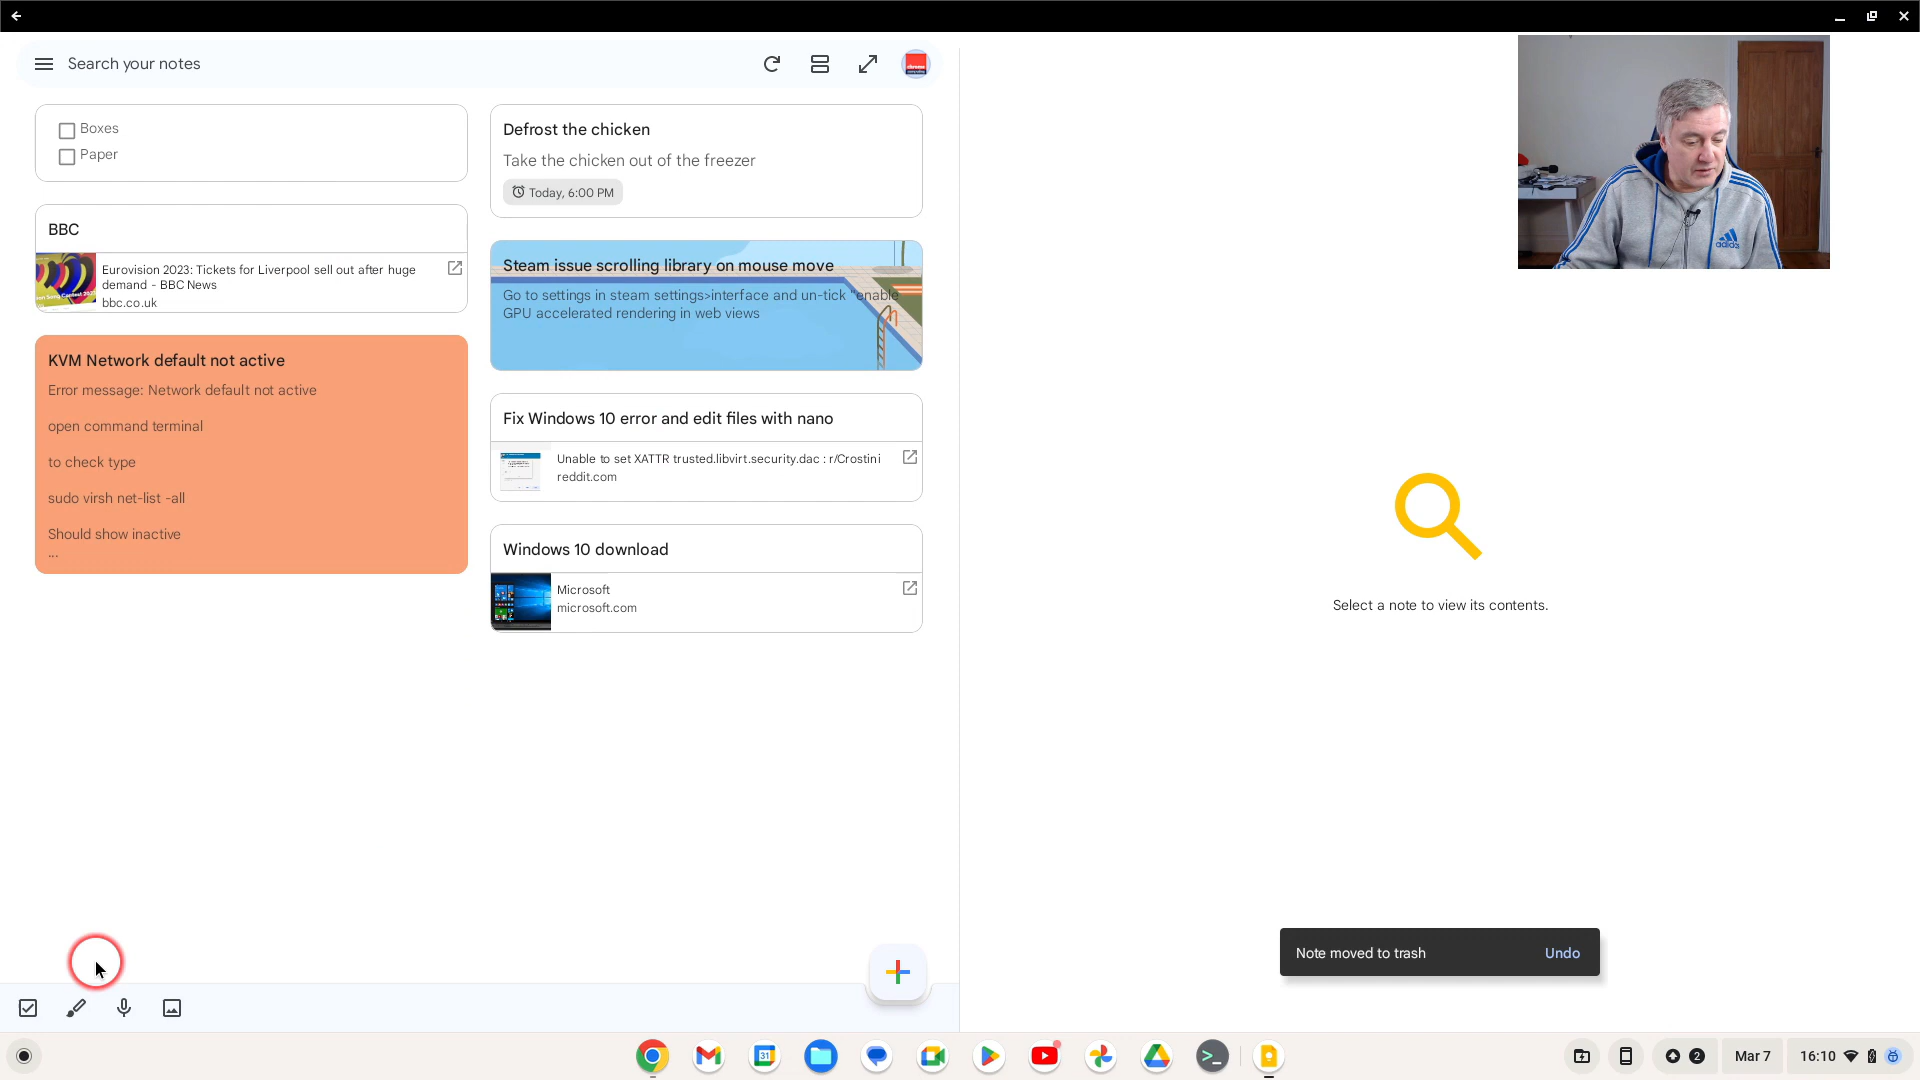 Search your notes
Boxes
Paper
BBC
Eurovision 2023: Tickets for Liverpool sell out after huge
demand - BBC News
bbc.co.uk
KVM Network default not active
Error message: Network default not active
open command terminal
to check type
sudo virsh net-list -all
Should show inactive
...
Defrost the chicken
Take the chicken out of the freezer
Today, 6:00 PM
Steam issue scrolling library on mouse move
Go to settings in steam settings>interface and un-tick "enable
GPU accelerated rendering in web views
Fix Windows 10 error and edit files with nano
Unable to set XATTR trusted.libvirt.security.dac : r/Crostini
reddit.com
Windows 10 download
Microsoft
microsoft.com
adidas
Select a note to view its contents.
Note moved to trash Undo
31
2
Mar 7
16:10